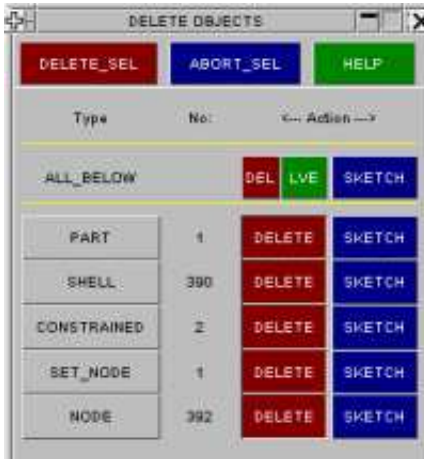 DELETE OBJECTS
DELETE_SEL ABORT_SEL HELP
Type No: <--- Action --->
ALL_BELOW DEL LVE SKETCH
PART 1 DELETE SKETCH
SHELL 390 DELETE SKETCH
CONSTRAINED 2 DELETE SKETCH
SET_NODE 1 DELETE SKETCH
NODE 392 DELETE SKETCH